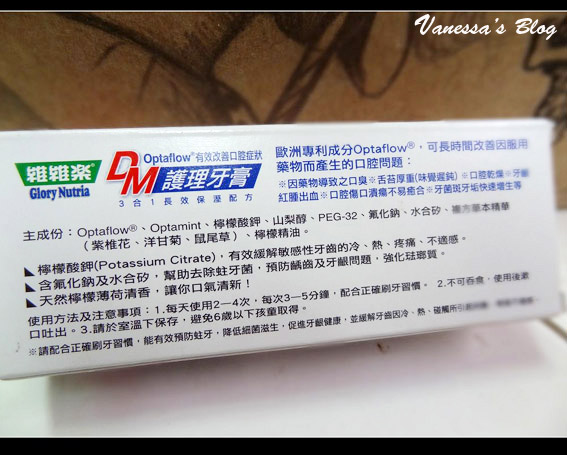 Vanessa's Blog
維維樂®
Glory Nutria
DM Optaflow®有效改善口腔症狀
護理牙膏
3合1長效保溼配方
歐洲專利成分Optaflow®，可長時間改善因服用
藥物而產生的口腔問題：
※因藥物導致之口臭※舌苔厚重(味覺遲鈍)※口腔乾燥※牙齦
紅腫出血※口腔傷口潰瘍不易癒合※牙菌斑牙垢快速增生等
主成份：Optaflow®、Optamint、檸檬酸鉀、山梨醇、PEG-32、氟化鈉、水合矽、複方草本精華
（紫椎花、洋甘菊、鼠尾草）、檸檬精油。
檸檬酸鉀(Potassium Citrate)，有效緩解敏感性牙齒的冷、熱、疼痛、不適感。
含氟化鈉及水合矽，幫助去除蛀牙菌，預防齲齒及牙齦問題，強化琺瑯質。
天然檸檬薄荷清香，讓你口氣清新！
使用方法及注意事項：1.每天使用2—4次，每次3—5分鐘，配合正確刷牙習慣。 2.不可吞食，使用後漱
口吐出。3.請於室溫下保存，避免6歲以下孩童取得。
※請配合正確刷牙習慣，能有效預防蛀牙，降低細菌滋生，促進牙齦健康，並緩解牙齒因冷、熱、碰觸所引